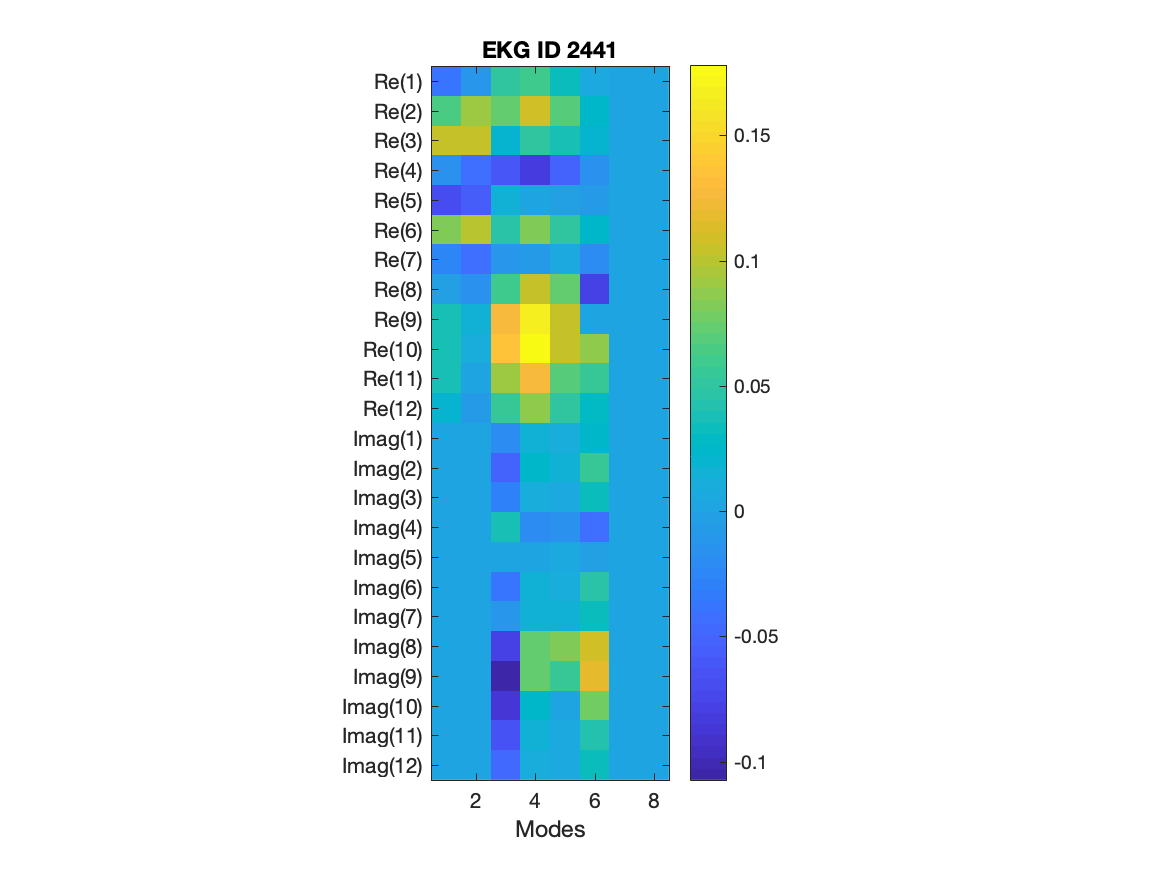 EKG ID 2441
Re(1)
Re(2)
Re(3)
Re(4)
Re(5)
Re(6)
Re(7)
Re(8)
Re(9)
Re(10)
Re(11)
Re(12)
Imag(1)
Imag(2)
Imag(3)
Imag(4)
Imag(5)
Imag(6)
Imag(7)
Imag(8)
Imag(9)
Imag(10)
Imag(11)
Imag(12)
2 4 6 8
Modes
0.15
0.1
0.05
0
-0.05
-0.1